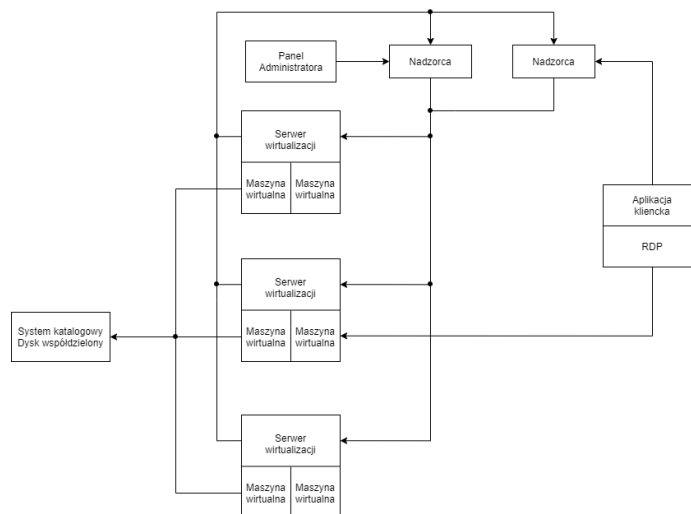 Panel
Administratora
Nadzorca
Nadzorca
Serwer
wirtualizacji
Maszyna
wirtualna
Maszyna
wirtualna
Aplikacja
kliencka
RDP
Serwer
wirtualizacji
Maszyna
wirtualna
Maszyna
wirtualna
System katalogowy
Dysk współdzielony
Serwer
wirtualizacji
Maszyna
wirtualna
Maszyna
wirtualna